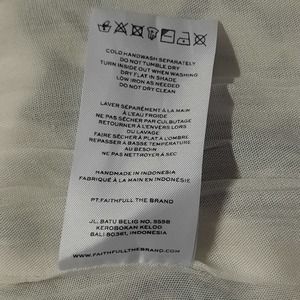 COLD HANDWASH SEPARATELY
DO NOT TUMBLE DRY
TURN INSIDE OUT WHEN WASHING
DRY FLAT IN SHADE
LOW IRON AS NEEDED
DO NOT DRY CLEAN
LAVER SÉPARÉMENT À LA MAIN
À L'EAU FROIDE
NE PAS SÉCHER PAR CULBUTAGE
RETOURNER À L'ENVERS LORS
DU LAVAGE
FAIRE SÉCHER À PLAT À L'OMBRE
REPASSER À BASSE TEMPÉRATURE
AU BESOIN
NE PAS NETTROYER À SEC
HANDMADE IN INDONESIA
FABRIQUÉ À LA MAIN EN INDONÉSIE
PT.FAITHFULL THE BRAND
JL. BATU BELIG NO. 558B
KEROBOKAN KELOD
BALI 80361, INDONESIA
WWW.FAITHFULLTHEBRAND.COM